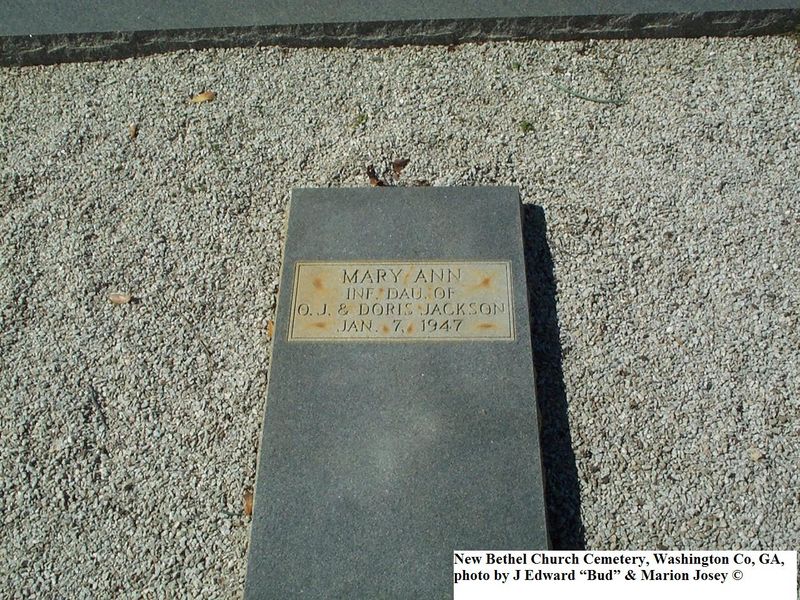 MARY ANN
INF. DAU. OF
O. J. & DORIS JACKSON
JAN. 7, 1947
New Bethel Church Cemetery, Washington Co, GA,
photo by J Edward “Bud” & Marion Josey ©